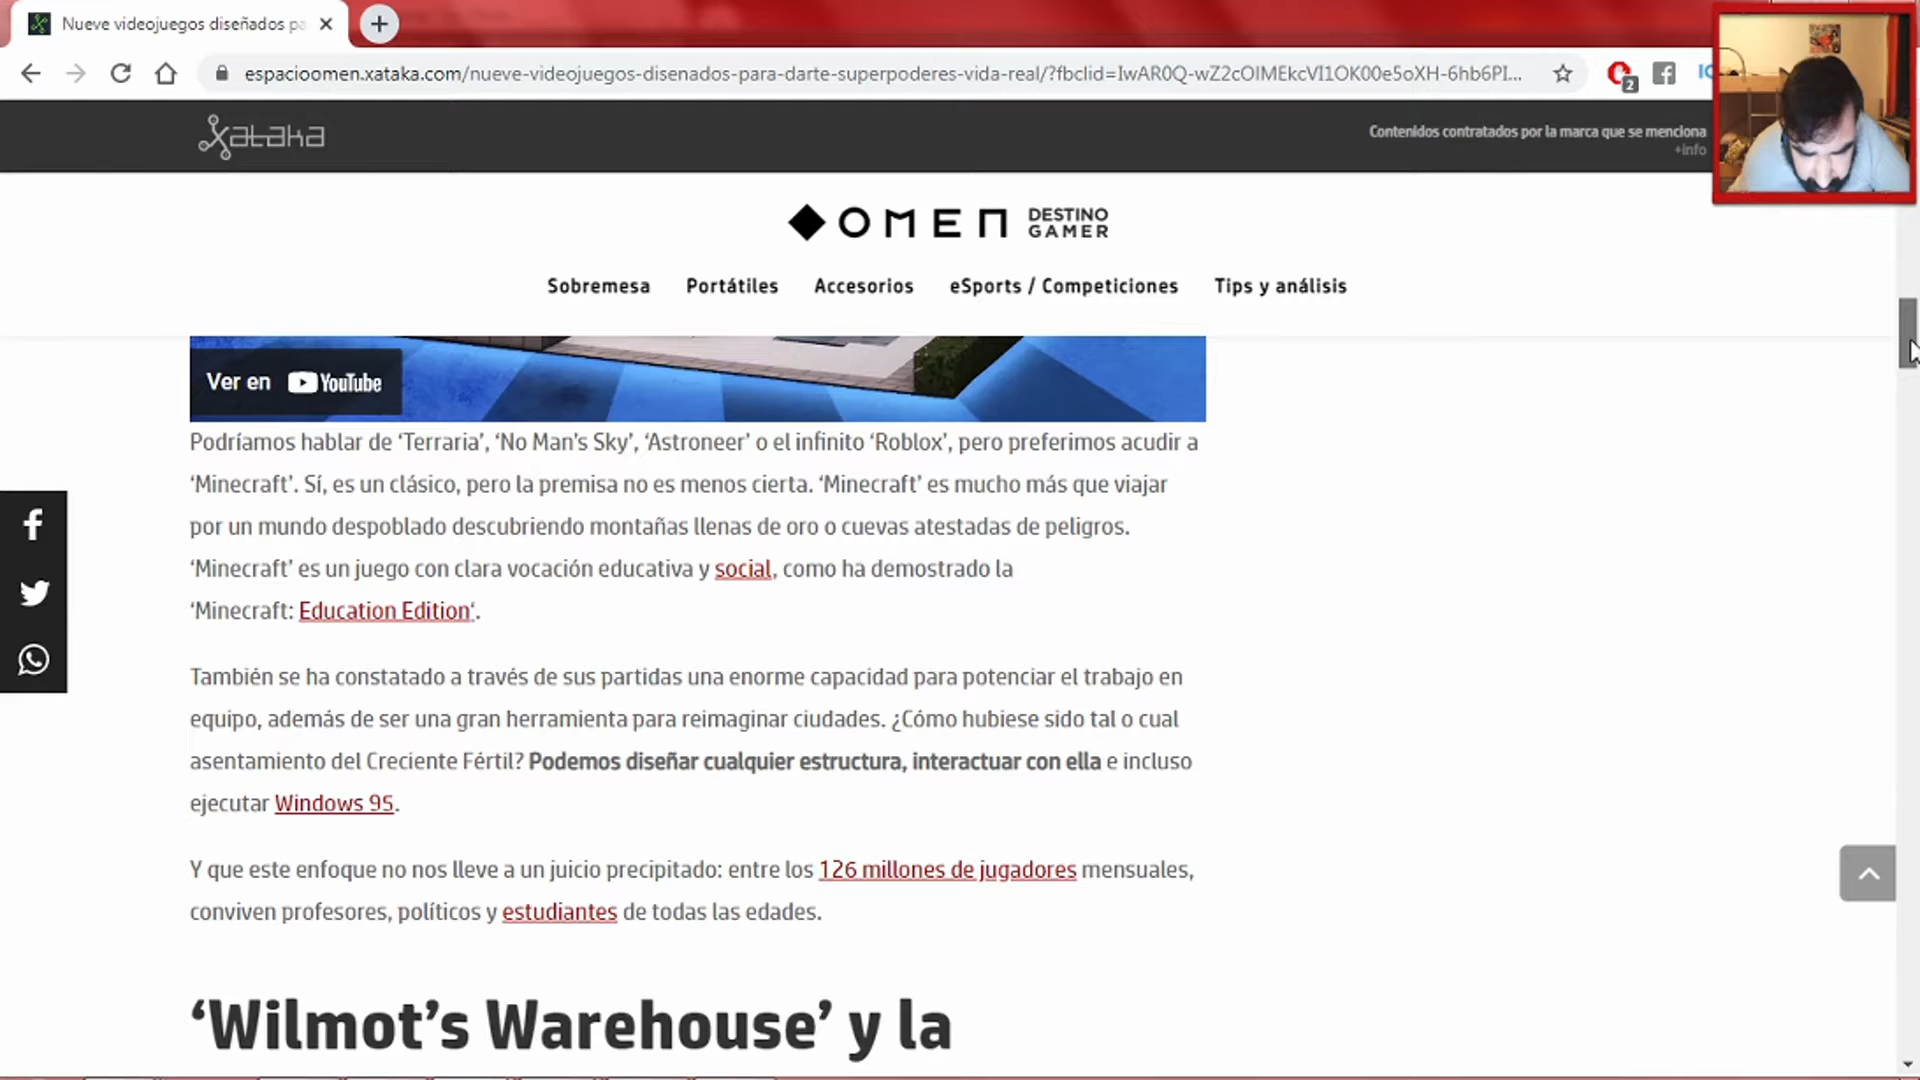 Nueve videojuegos diseñados pa
espacioomen.xataka.com/nueve-videojuegos-disenados-para-darte-superpoderes-vida-real/?fbclid=IwAR0Q-wZ2cOIMEkcVI1OK00e5oXH-6hb6PI...
2
xataka
Contenidos contratados por la marca que se menciona
+info
OMEN DESTINO GAMER
Sobremesa Portátiles Accesorios eSports / Competiciones Tips y análisis
Ver en YouTube
Podríamos hablar de ‘Terraria’, ‘No Man’s Sky’, ‘Astroneer’ o el infinito ‘Roblox’, pero preferimos acudir a
‘Minecraft’. Sí, es un clásico, pero la premisa no es menos cierta. ‘Minecraft’ es mucho más que viajar
por un mundo despoblado descubriendo montañas llenas de oro o cuevas atestadas de peligros.
‘Minecraft’ es un juego con clara vocación educativa y social, como ha demostrado la
‘Minecraft: Education Edition‘.
También se ha constatado a través de sus partidas una enorme capacidad para potenciar el trabajo en
equipo, además de ser una gran herramienta para reimaginar ciudades. ¿Cómo hubiese sido tal o cual
asentamiento del Creciente Fértil? Podemos diseñar cualquier estructura, interactuar con ella e incluso
ejecutar Windows 95.
Y que este enfoque no nos lleve a un juicio precipitado: entre los 126 millones de jugadores mensuales,
conviven profesores, políticos y estudiantes de todas las edades.
‘Wilmot’s Warehouse’ y la